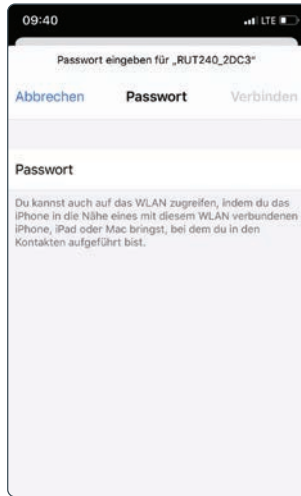 09:40 LTE
Passwort eingeben für „RUT240_2DC3“
Abbrechen Passwort Verbinden
Passwort
Du kannst auch auf das WLAN zugreifen, indem du das
iPhone in die Nähe eines mit diesem WLAN verbundenen
iPhone, iPad oder Mac bringst, bei dem du in den
Kontakten aufgeführt bist.